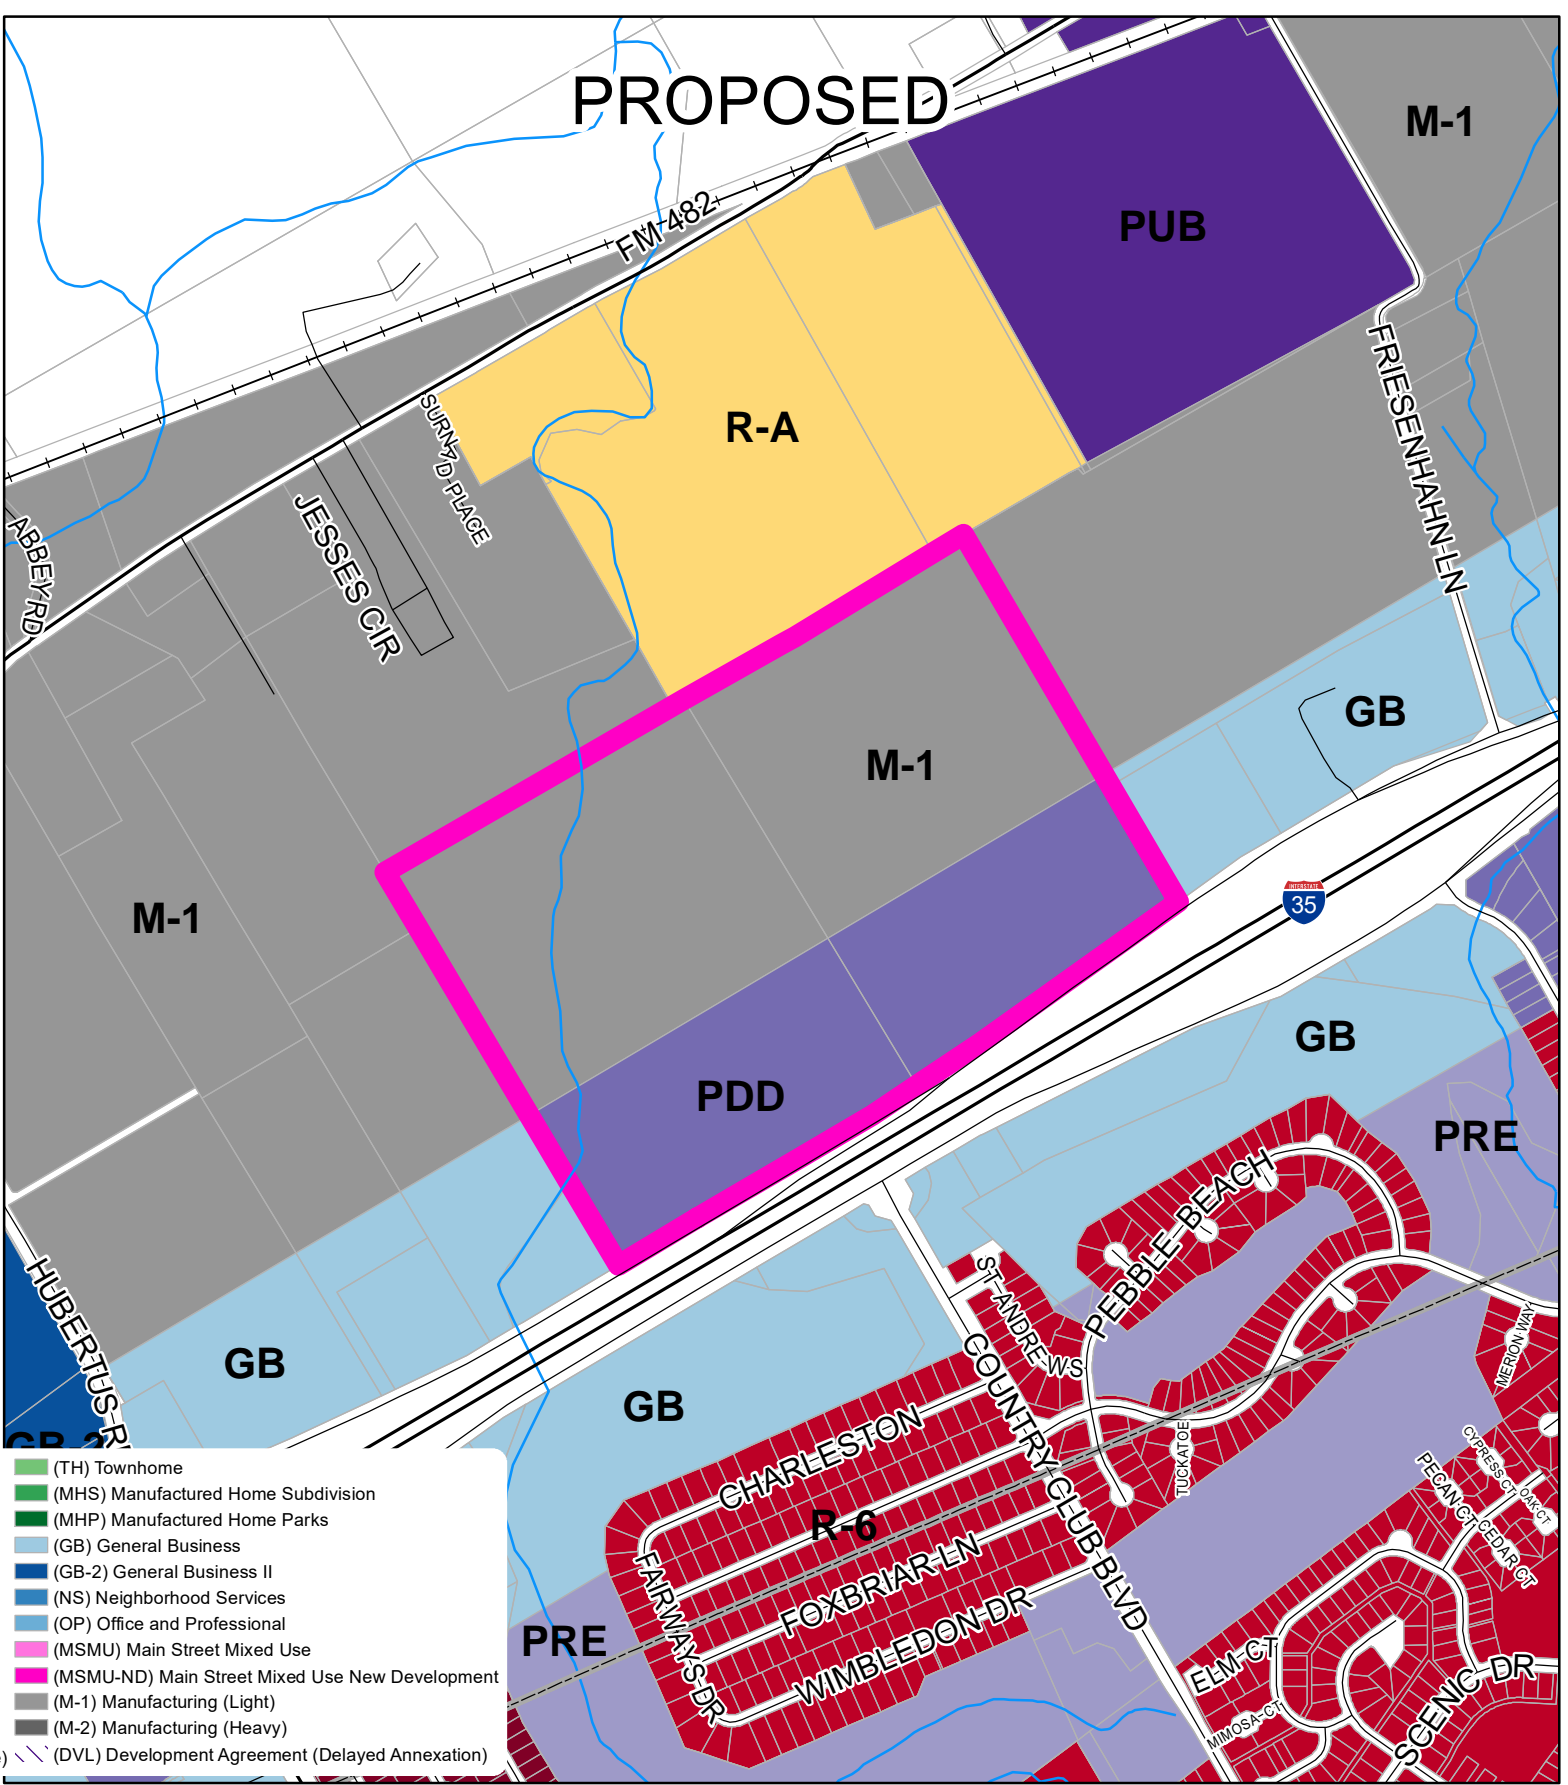 PROPOSED
M-1
PUB
FM 482
R-A
SURN
D-PLACE
FRIESENHAHN-LN
JESSES CIR
ABBEY-RD
GB
M-1
M-1
INTERSTATE
35
PDD
GB
PRE
PEBBLE-BEACH
ST-ANDREWS
HUBERTUS-R
GB
GB
GB-2
MERION WAY
COUNTRY CLUB-BLVD
CHARLESTON
TUCKATOE
CYPRESS CT
PECAN-CT
OAK-CT
CEDAR CT
R-6
FOXBRIAR-LN
FAIRWAYS-DR
WIMBLEDON-DR
PRE
ELM-CT
MIMOSA-CT
SCENIC DR
(TH) Townhome
(MHS) Manufactured Home Subdivision
(MHP) Manufactured Home Parks
(GB) General Business
(GB-2) General Business II
(NS) Neighborhood Services
(OP) Office and Professional
(MSMU) Main Street Mixed Use
(MSMU-ND) Main Street Mixed Use New Development
(M-1) Manufacturing (Light)
(M-2) Manufacturing (Heavy)
(DVL) Development Agreement (Delayed Annexation)